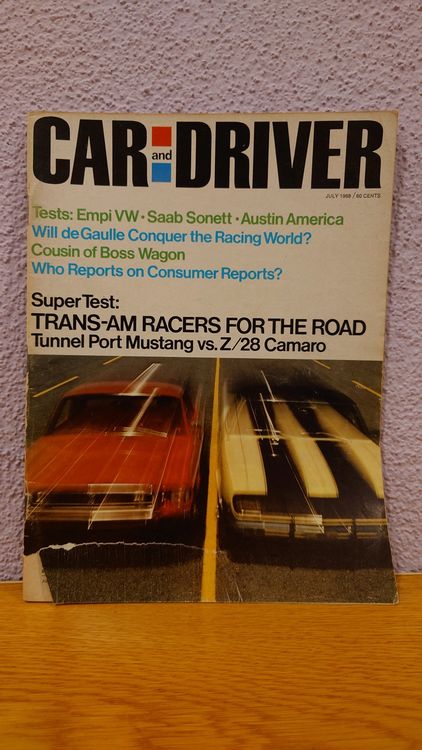 CAR and DRIVER
JULY 1968 / 60 CENTS
Tests: Empi VW • Saab Sonett • Austin America
Will de Gaulle Conquer the Racing World?
Cousin of Boss Wagon
Who Reports on Consumer Reports?
Super Test:
TRANS-AM RACERS FOR THE ROAD
Tunnel Port Mustang vs. Z/28 Camaro